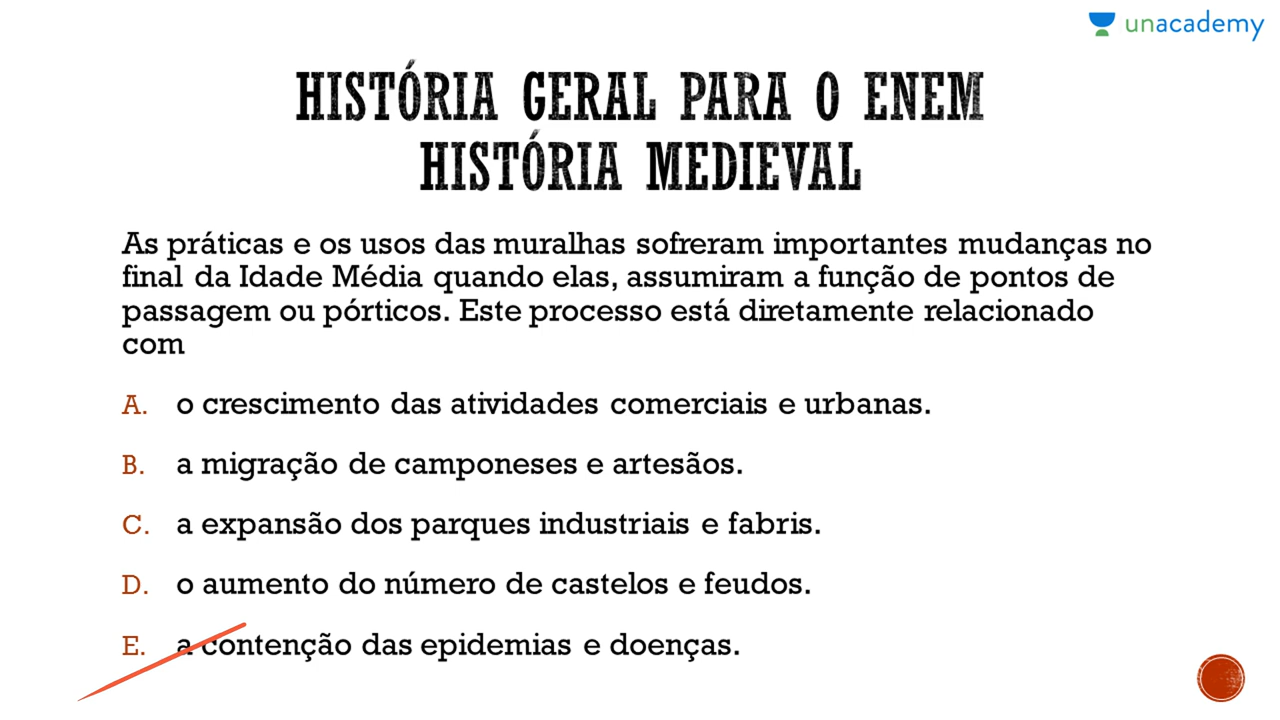 unacademy
HISTÓRIA GERAL PARA O ENEM
HISTÓRIA MEDIEVAL
As práticas e os usos das muralhas sofreram importantes mudanças no
final da Idade Média quando elas, assumiram a função de pontos de
passagem ou pórticos. Este processo está diretamente relacionado
com
A. o crescimento das atividades comerciais e urbanas.
B. a migração de camponeses e artesãos.
C. a expansão dos parques industriais e fabris.
D. o aumento do número de castelos e feudos.
E. a contenção das epidemias e doenças.